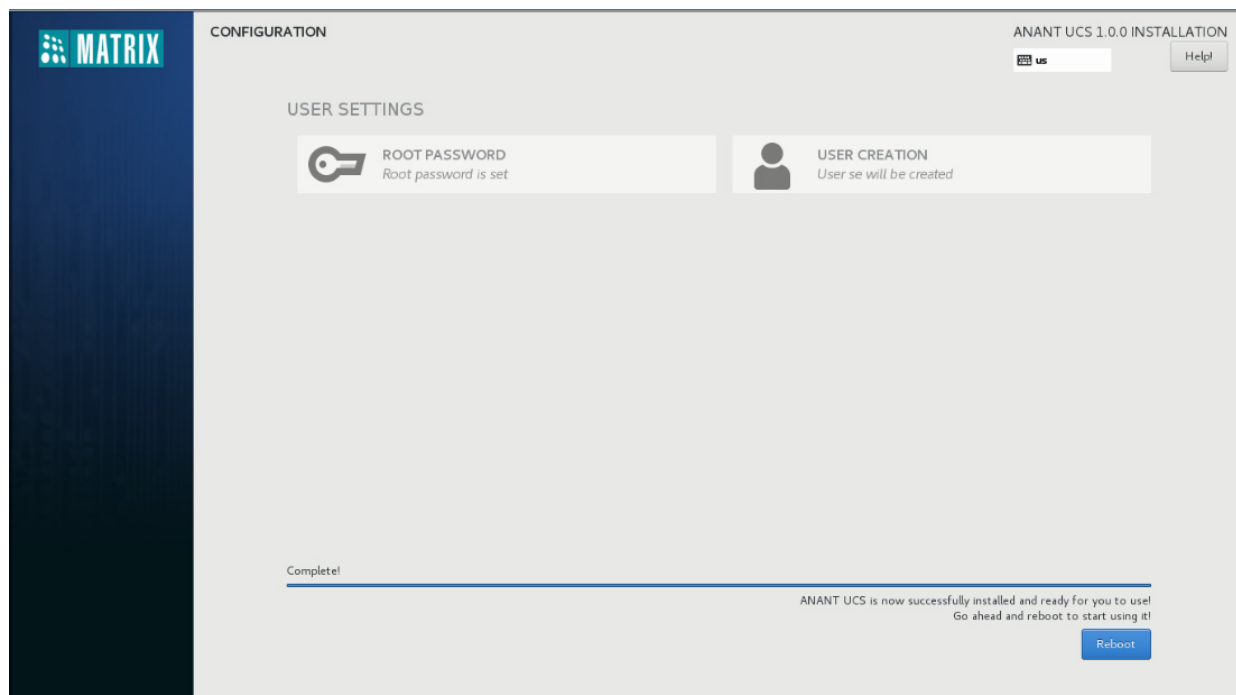 MATRIX
CONFIGURATION
ANANT UCS 1.0.0 INSTALLATION
us
Help!
USER SETTINGS
ROOT PASSWORD
Root password is set
USER CREATION
User se will be created
Complete!
ANANT UCS is now successfully installed and ready for you to use!
Go ahead and reboot to start using it!
Reboot